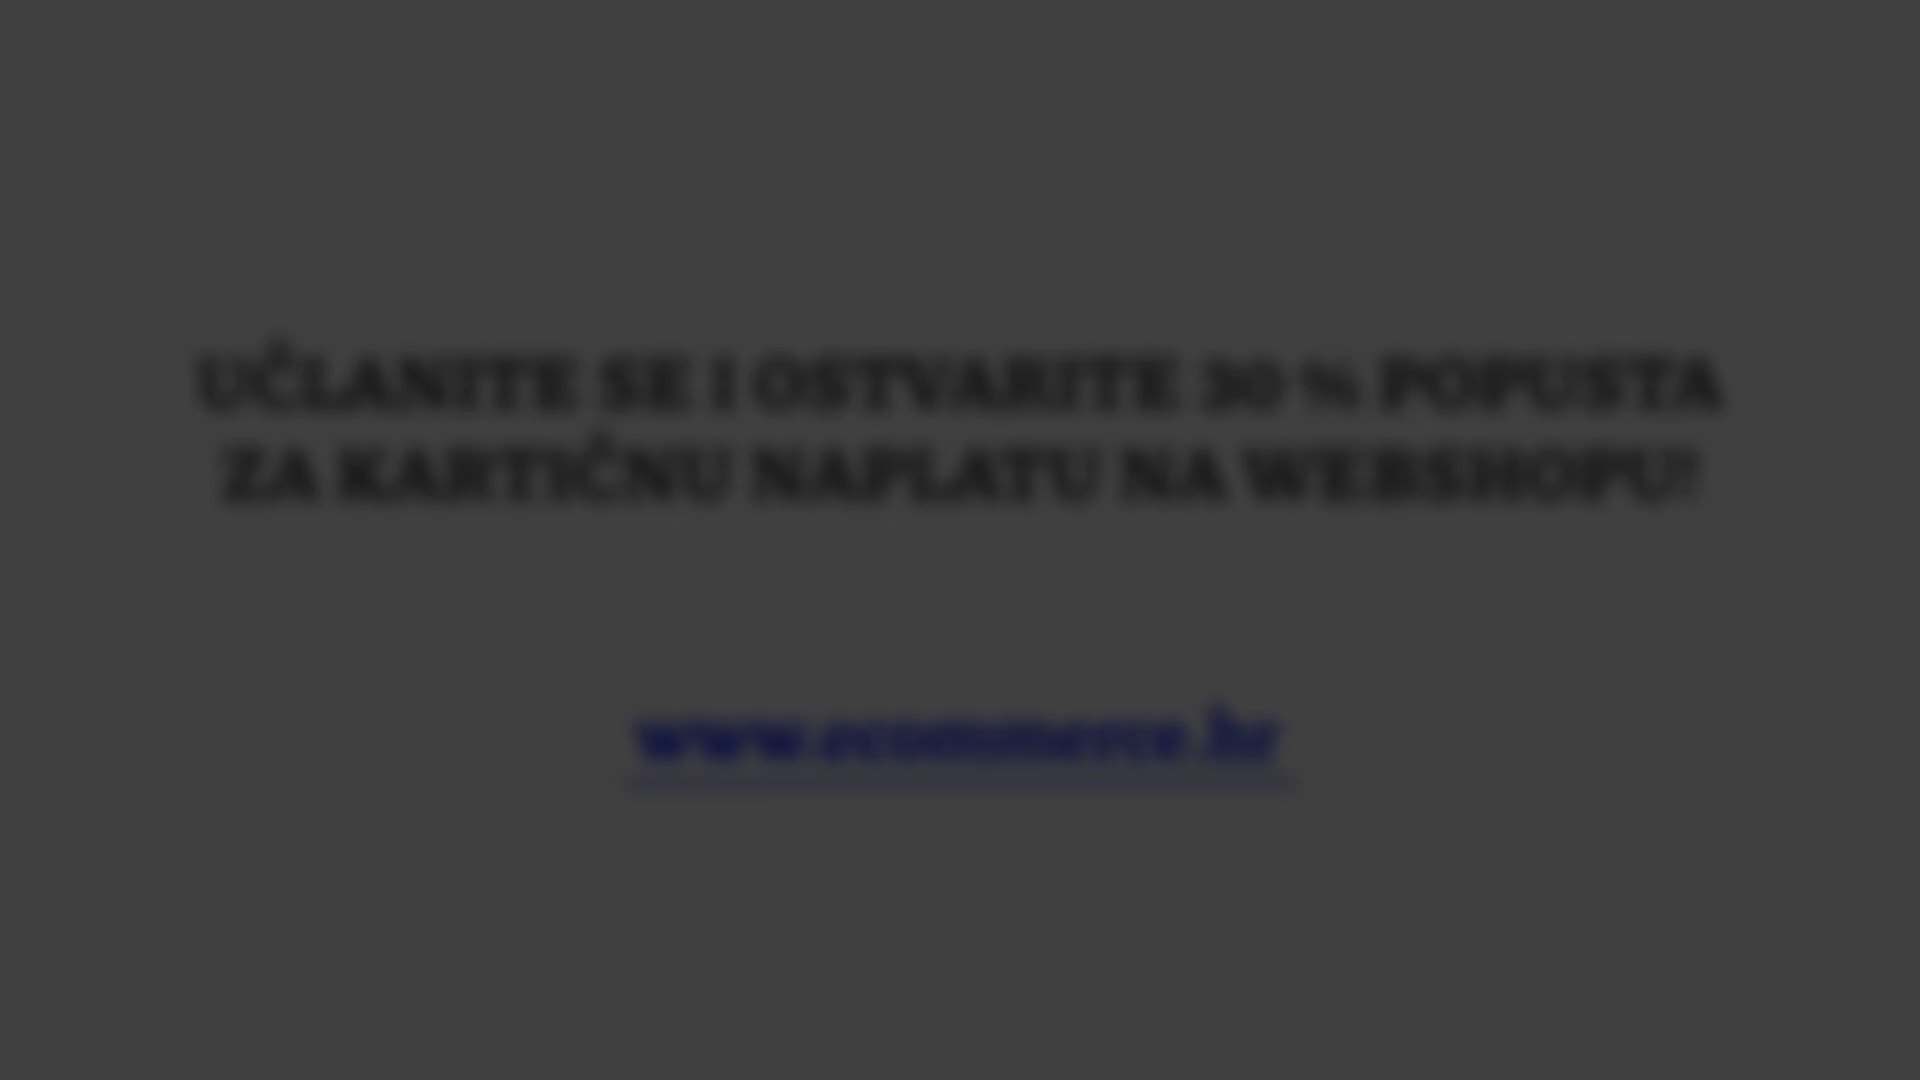 UČLANITE SE I OSTVARITE 30 % POPUSTA
ZA KARTIČNU NAPLATU NA WEBSHOPU!
www.ecommerce.hr